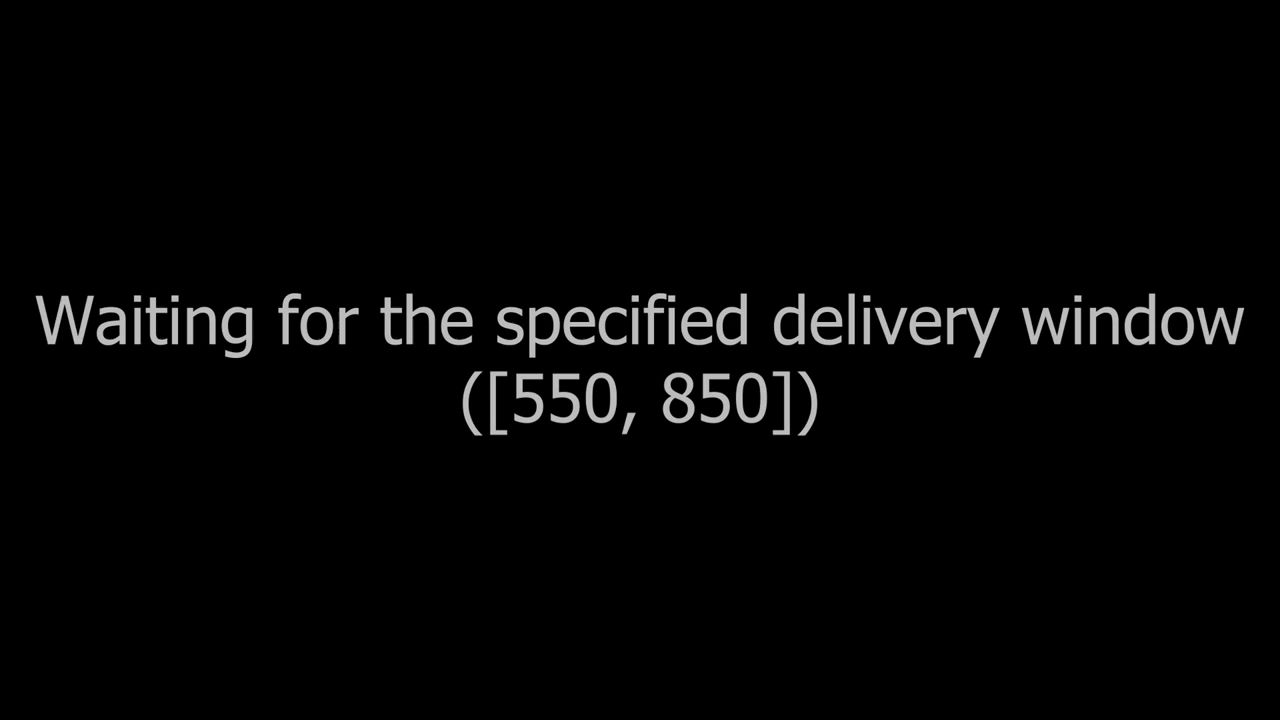 Waiting for the specified delivery window
([550, 850])